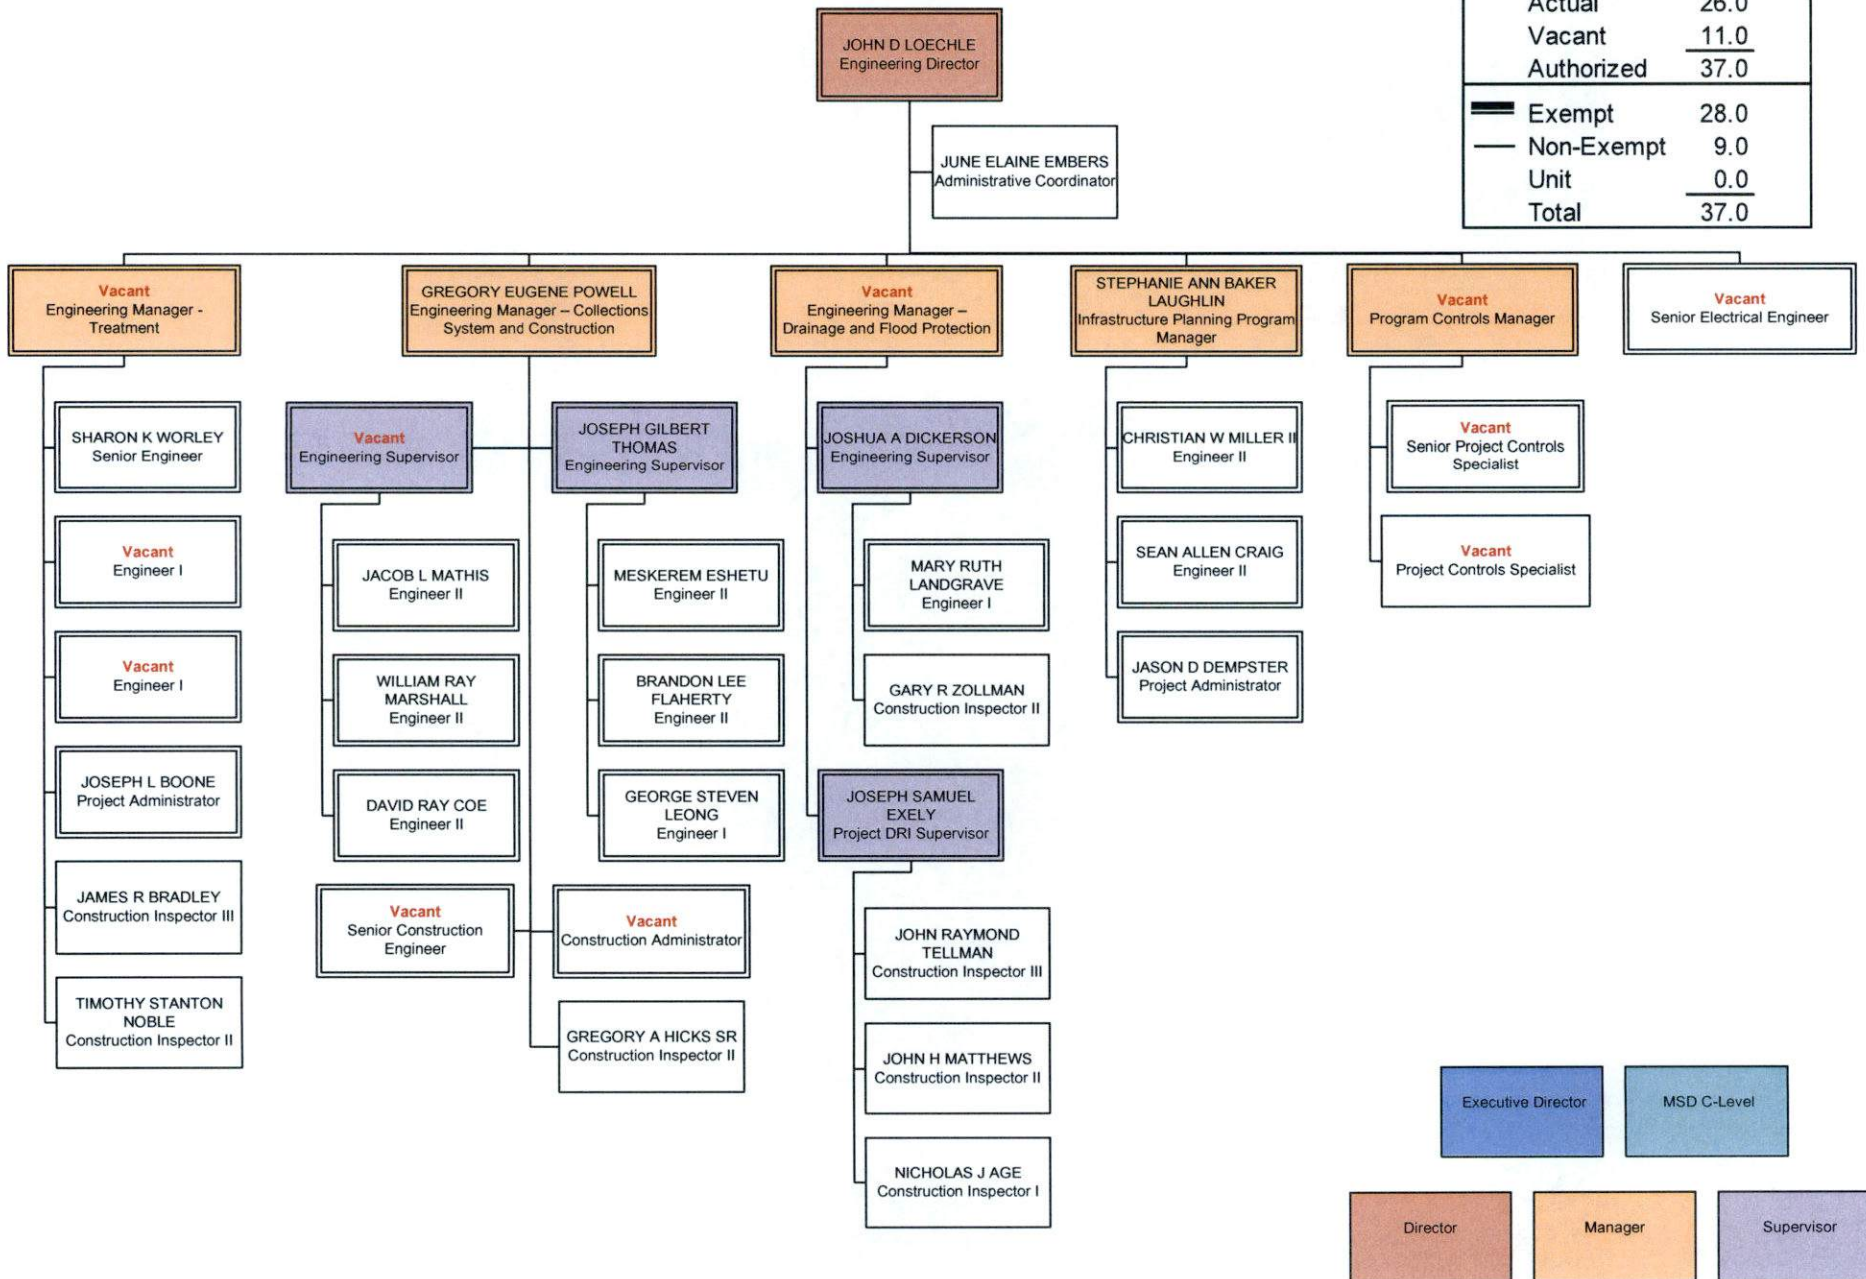 Actual 26.0
Vacant 11.0
Authorized 37.0
Exempt 28.0
Non-Exempt 9.0
Unit 0.0
Total 37.0
JOHN D LOECHLE
Engineering Director
JUNE ELAINE EMBERS
Administrative Coordinator
Vacant
Engineering Manager -
Treatment
SHARON K WORLEY
Senior Engineer
Vacant
Engineer I
Vacant
Engineer I
JOSEPH L BOONE
Project Administrator
JAMES R BRADLEY
Construction Inspector III
TIMOTHY STANTON
NOBLE
Construction Inspector II
GREGORY EUGENE POWELL
Engineering Manager – Collections
System and Construction
Vacant
Engineering Supervisor
JACOB L MATHIS
Engineer II
WILLIAM RAY
MARSHALL
Engineer II
DAVID RAY COE
Engineer II
JOSEPH GILBERT
THOMAS
Engineering Supervisor
MESKEREM ESHETU
Engineer II
BRANDON LEE
FLAHERTY
Engineer II
GEORGE STEVEN
LEONG
Engineer I
Vacant
Senior Construction
Engineer
Vacant
Construction Administrator
GREGORY A HICKS SR
Construction Inspector II
Vacant
Engineering Manager –
Drainage and Flood Protection
JOSHUA A DICKERSON
Engineering Supervisor
MARY RUTH
LANDGRAVE
Engineer I
GARY R ZOLLMAN
Construction Inspector II
JOSEPH SAMUEL
EXELY
Project DRI Supervisor
JOHN RAYMOND
TELLMAN
Construction Inspector III
JOHN H MATTHEWS
Construction Inspector II
NICHOLAS J AGE
Construction Inspector I
STEPHANIE ANN BAKER
LAUGHLIN
Infrastructure Planning Program
Manager
CHRISTIAN W MILLER II
Engineer II
SEAN ALLEN CRAIG
Engineer II
JASON D DEMPSTER
Project Administrator
Vacant
Program Controls Manager
Vacant
Senior Project Controls
Specialist
Vacant
Project Controls Specialist
Vacant
Senior Electrical Engineer
Executive Director
MSD C-Level
Director
Manager
Supervisor